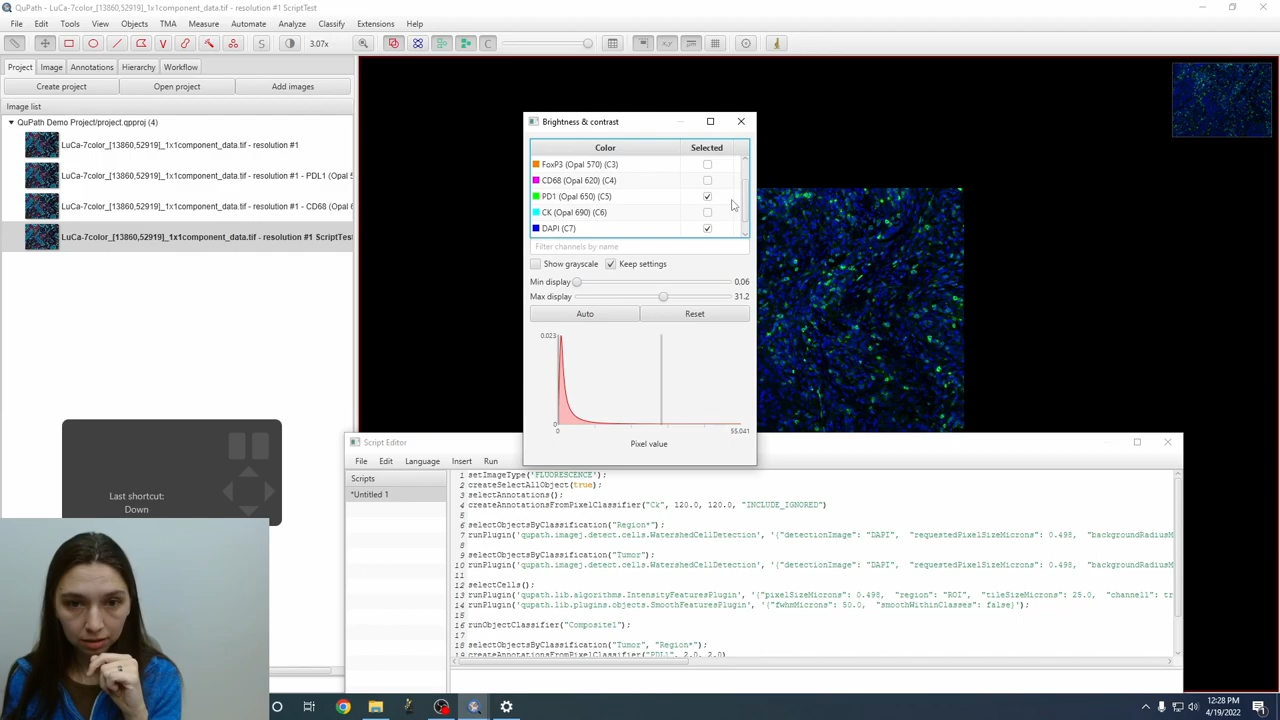 QuPath - LuCa-7color_[13860,52919]_1x1component_data.tif - resolution #1 ScriptTest
File Edit Tools View Objects TMA Measure Automate Analyze Classify Extensions Help
S 3.07x C
Project Image Annotations Hierarchy Workflow
Create project Open project Add images
Image list
QuPath Demo Project/project.qpproj (4)
LuCa-7color_[13860,52919]_1x1component_data.tif - resolution #1
LuCa-7color_[13860,52919]_1x1component_data.tif - resolution #1 - PDL1 (Opal 5
LuCa-7color_[13860,52919]_1x1component_data.tif - resolution #1 - CD68 (Opal 6
LuCa-7color_[13860,52919]_1x1component_data.tif - resolution #1 ScriptTest
Brightness & contrast
Color Selected
FoxP3 (Opal 570) (C3)
CD68 (Opal 620) (C4)
PD1 (Opal 650) (C5)
CK (Opal 690) (C6)
DAPI (C7)
Filter channels by name
Show grayscale Keep settings
Min display 0.06
Max display 31.2
Auto Reset
0.023
0
0 55.041
Pixel value
Last shortcut:
Down
Script Editor
File Edit Language Insert Run
Scripts
*Untitled 1
1 setImageType('FLUORESCENCE');
2 createSelectAllObject(true);
3 selectAnnotations();
4 createAnnotationsFromPixelClassifier("Ck", 120.0, 120.0, "INCLUDE_IGNORED")
5
6 selectObjectsByClassification("Region*");
7 runPlugin('qupath.imagej.detect.cells.WatershedCellDetection', '{"detectionImage": "DAPI", "requestedPixelSizeMicrons": 0.498, "backgroundRadiusM
8
9 selectObjectsByClassification("Tumor");
10 runPlugin('qupath.imagej.detect.cells.WatershedCellDetection', '{"detectionImage": "DAPI", "requestedPixelSizeMicrons": 0.498, "backgroundRadiusM
11
12 selectCells();
13 runPlugin('qupath.lib.algorithms.IntensityFeaturesPlugin', '{"pixelSizeMicrons": 0.498, "region": "ROI", "tileSizeMicrons": 25.0, "channel1": tr
14 runPlugin('qupath.lib.plugins.objects.SmoothFeaturesPlugin', '{"fwhmMicrons": 50.0, "smoothWithinClasses": false}');
15
16 runObjectClassifier("Composite1");
17
18 selectObjectsByClassification("Tumor", "Region*");
19 createAnnotationsFromPixelClassifier("PDL1", 2.0, 2.0)
12:28 PM
4/19/2022